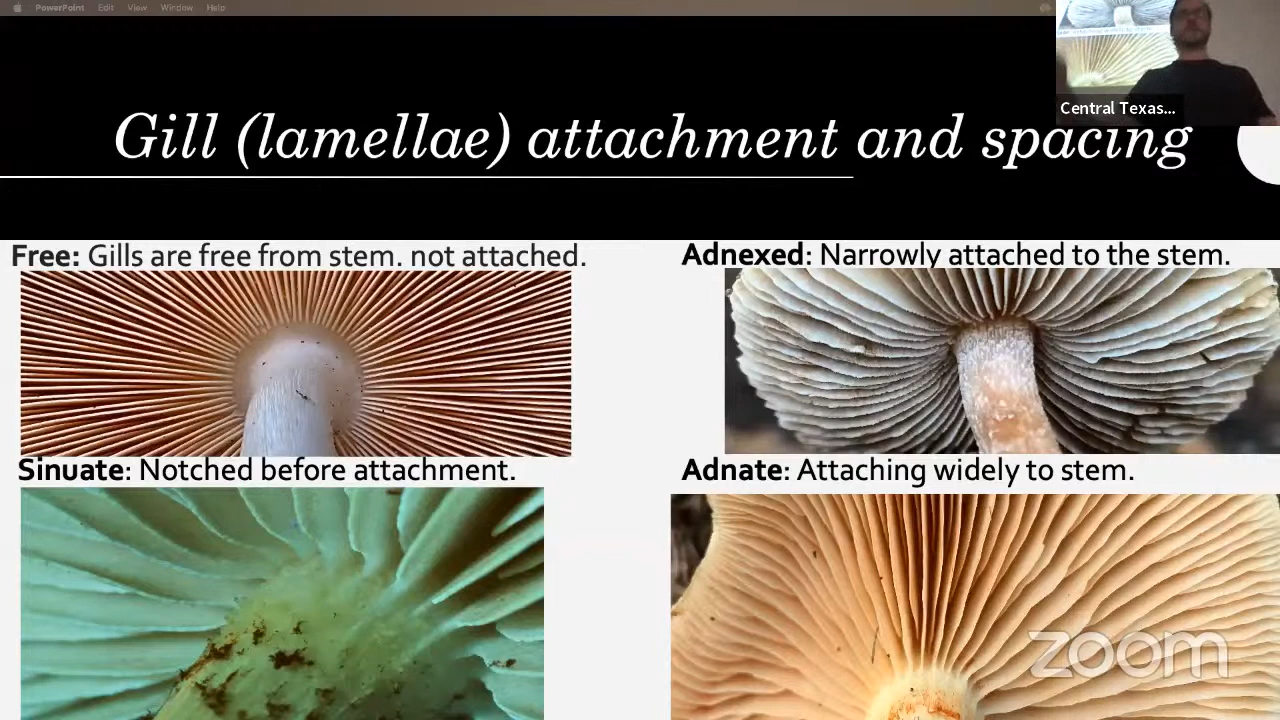 PowerPoint Edit View Window Help
Central Texas...
Gill (lamellae) attachment and spacing
Free: Gills are free from stem. not attached.
Adnexed: Narrowly attached to the stem.
Sinuate: Notched before attachment.
Adnate: Attaching widely to stem.
zoom